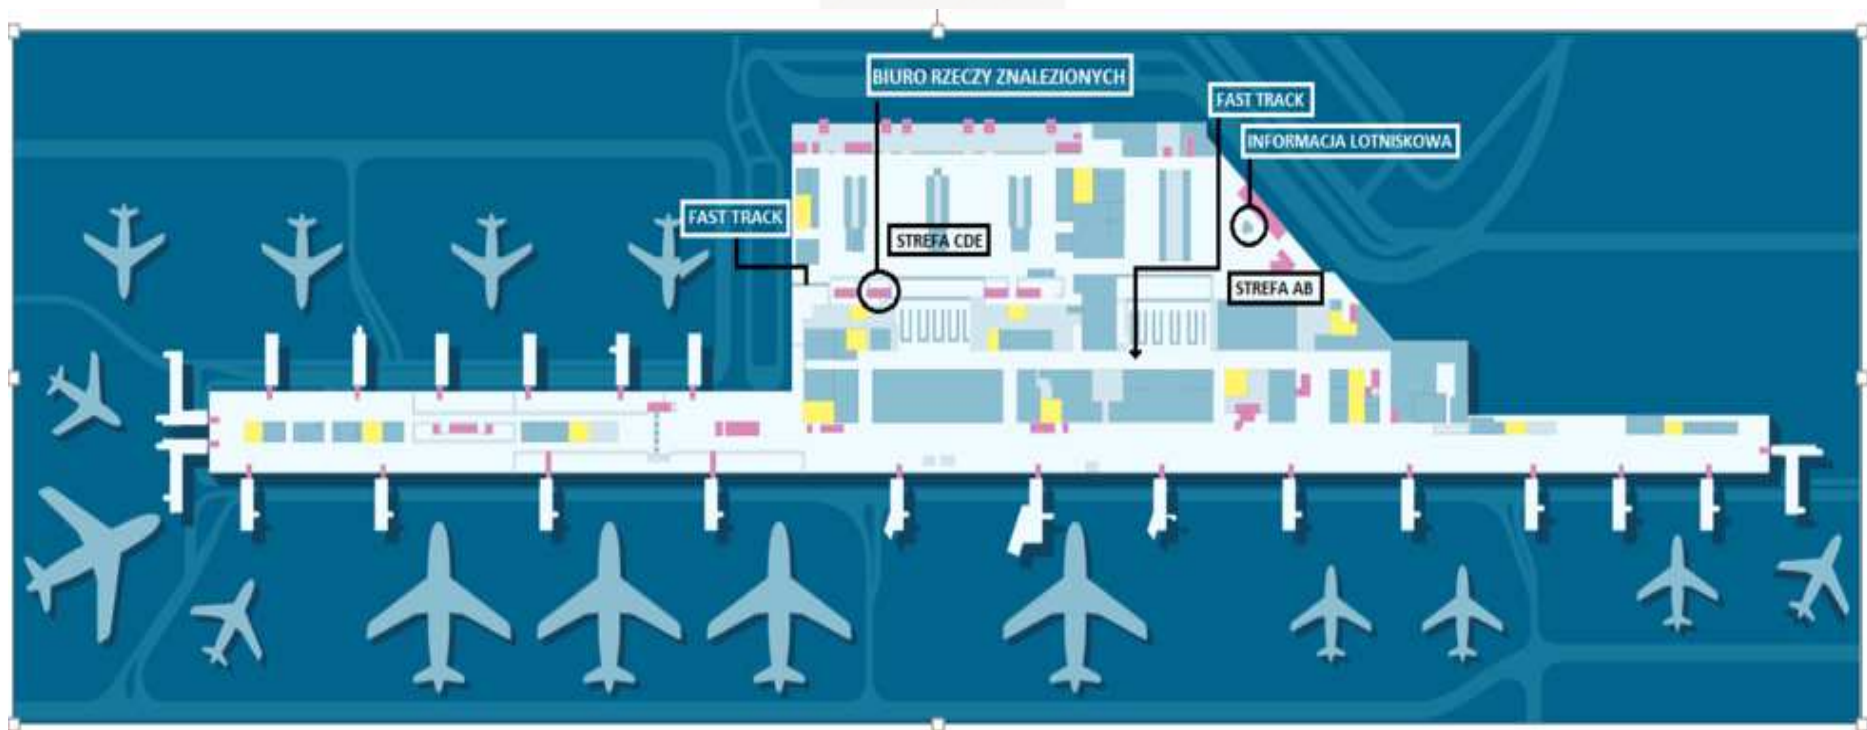 BIURO RZECZY ZNALEZIONYCH
FAST TRACK
INFORMACJA LOTNISKOWA
FAST TRACK
STREFA CDE
STREFA AB